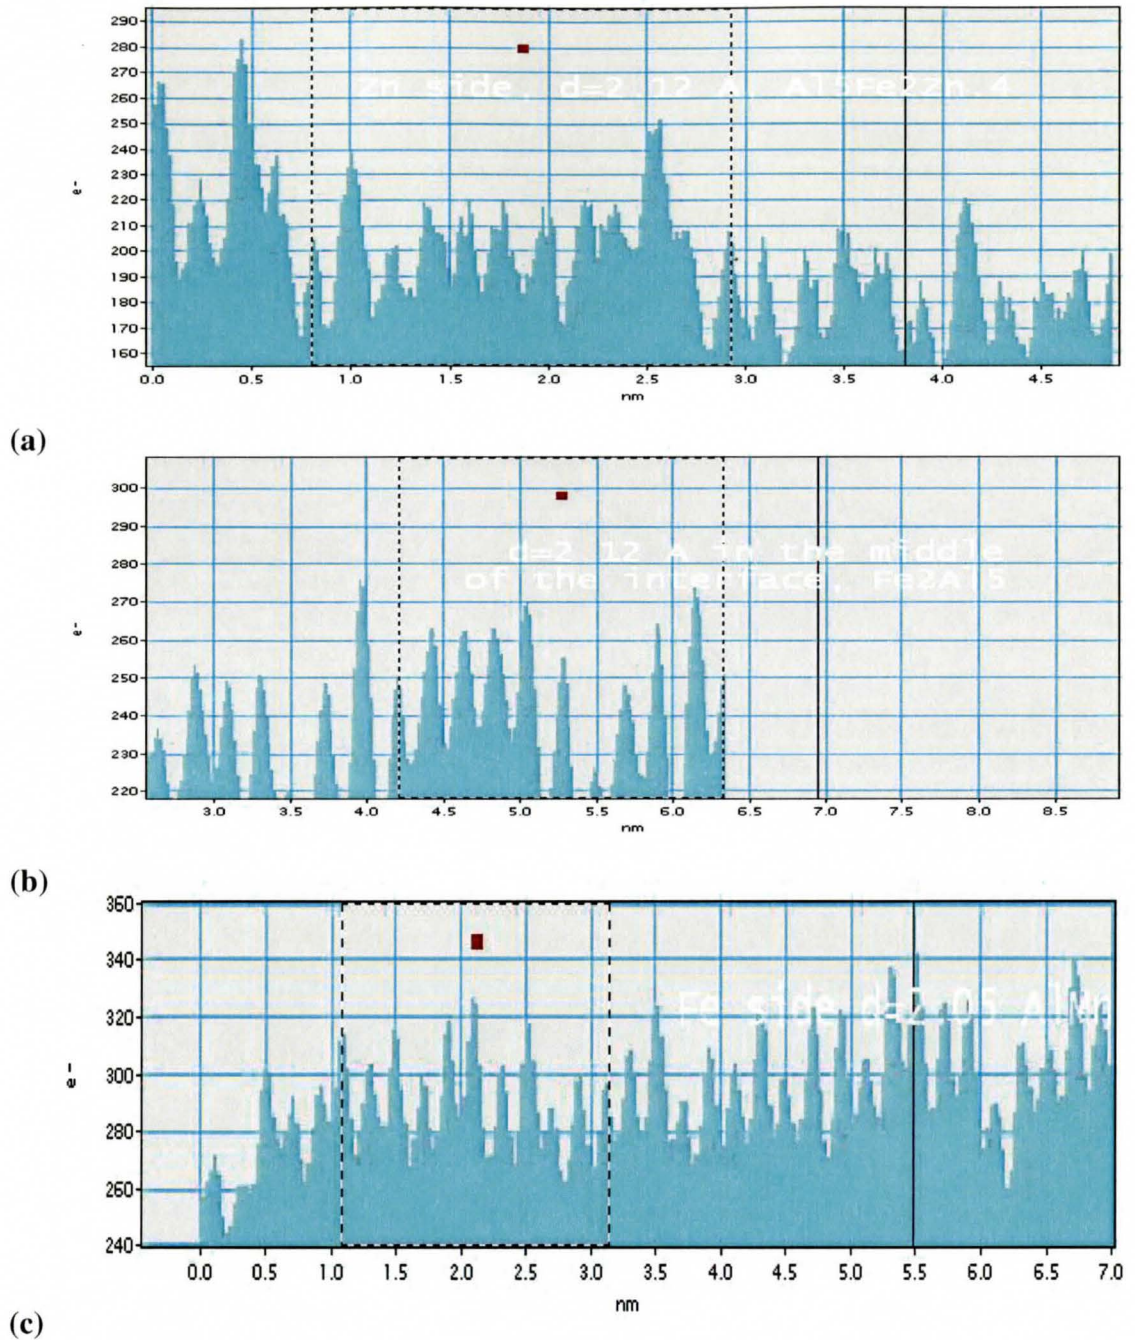 290
280
270
260
250
240
230
220
210
200
190
180
170
160
e-
Zn side, d=2.12 A, Al5Fe2Zn.4
0.0 0.5 1.0 1.5 2.0 2.5 3.0 3.5 4.0 4.5
nm
(a)
300
290
280
270
260
250
240
230
220
e-
d=2.12 A in the middle
of the interface, Fe2Al5
3.0 3.5 4.0 4.5 5.0 5.5 6.0 6.5 7.0 7.5 8.0 8.5
nm
(b)
360
340
320
300
280
260
240
e-
Fe side d=2.05 AlMn
0.0 0.5 1.0 1.5 2.0 2.5 3.0 3.5 4.0 4.5 5.0 5.5 6.0 6.5 7.0
nm
(c)